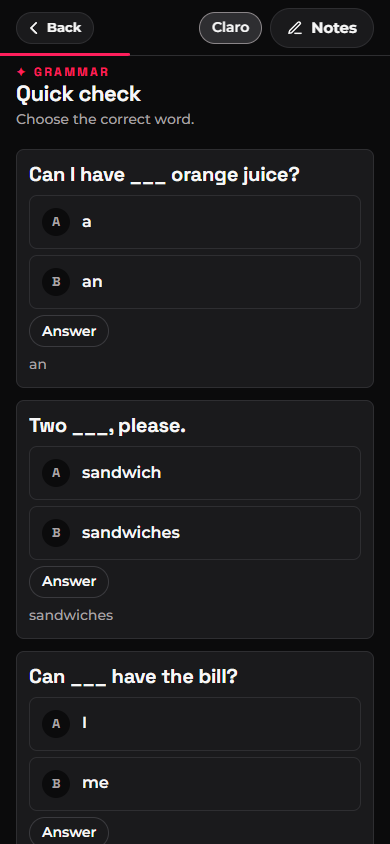 Back
Claro
Notes
GRAMMAR
Quick check
Choose the correct word.
Can I have ___ orange juice?
A a
B an
Answer
an
Two ___, please.
A sandwich
B sandwiches
Answer
sandwiches
Can ___ have the bill?
A I
B me
Answer